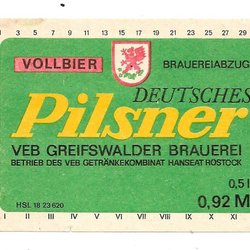 1 3 5 7 9 11 13 15 17 19 21 23 25 27 29
VOLLBIER
BRAUEREIABZUG
DEUTSCHES
Pilsner
VEB GREIFSWALDER BRAUEREI
BETRIEB DES VEB GETRÄNKEKOMBINAT HANSEAT ROSTOCK
0,5 l
HSL 18 23 620
0,92 M
I II III IV V VI VII VIII IX X XI